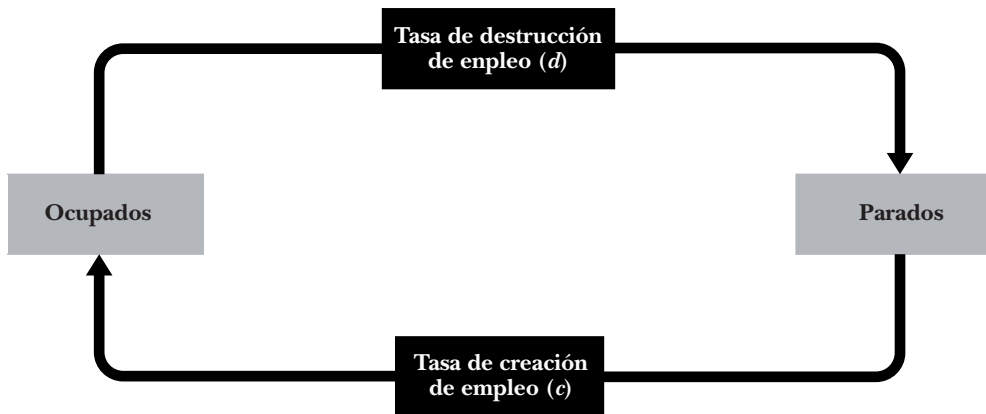 Tasa de destrucción
de enpleo (d)
Ocupados
Parados
Tasa de creación
de empleo (c)